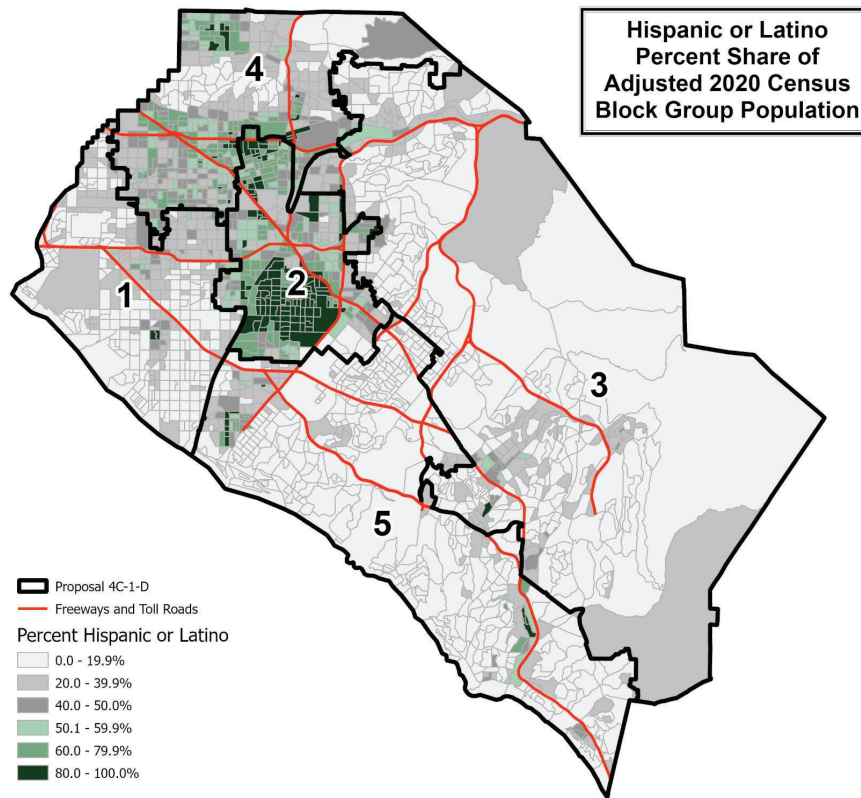 Hispanic or Latino
Percent Share of
Adjusted 2020 Census
Block Group Population
4
2
1
3
5
Proposal 4C-1-D
Freeways and Toll Roads
Percent Hispanic or Latino
0.0 - 19.9%
20.0 - 39.9%
40.0 - 50.0%
50.1 - 59.9%
60.0 - 79.9%
80.0 - 100.0%